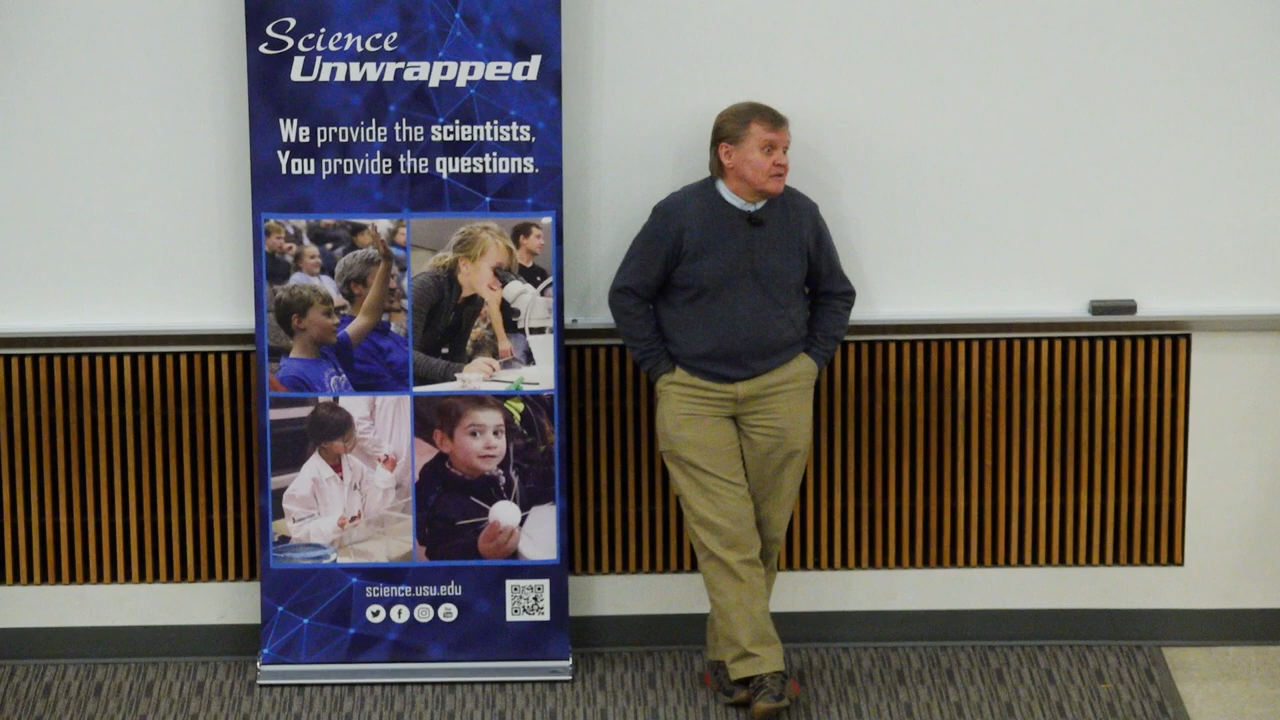 Science
Unwrapped
We provide the scientists,
You provide the questions.
science.usu.edu